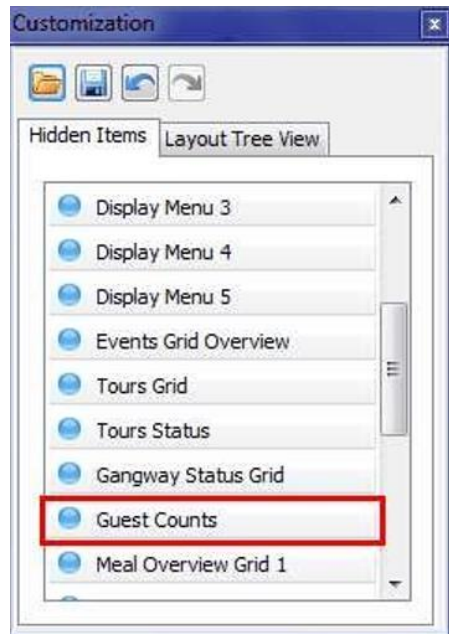 Customization
Hidden Items
Layout Tree View
Display Menu 3
Display Menu 4
Display Menu 5
Events Grid Overview
Tours Grid
Tours Status
Gangway Status Grid
Guest Counts
Meal Overview Grid 1